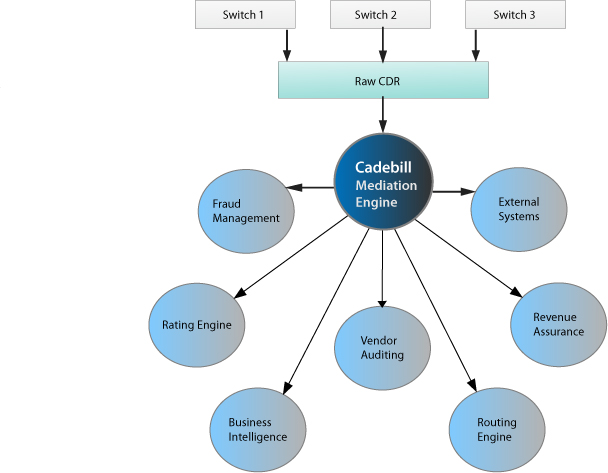 Switch 1
Switch 2
Switch 3
Raw CDR
Cadebill
Mediation
Engine
Fraud
Management
External
Systems
Rating Engine
Vendor
Auditing
Revenue
Assurance
Business
Intelligence
Routing
Engine